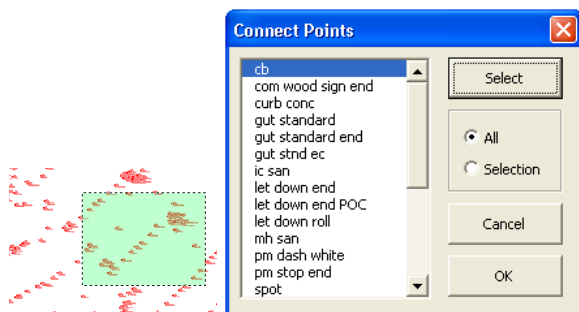 Connect Points
cb
com wood sign end
curb conc
gut standard
gut standard end
gut stnd ec
ic san
let down end
let down end POC
let down roll
mh san
pm dash white
pm stop end
spot
Select
All
Selection
Cancel
OK